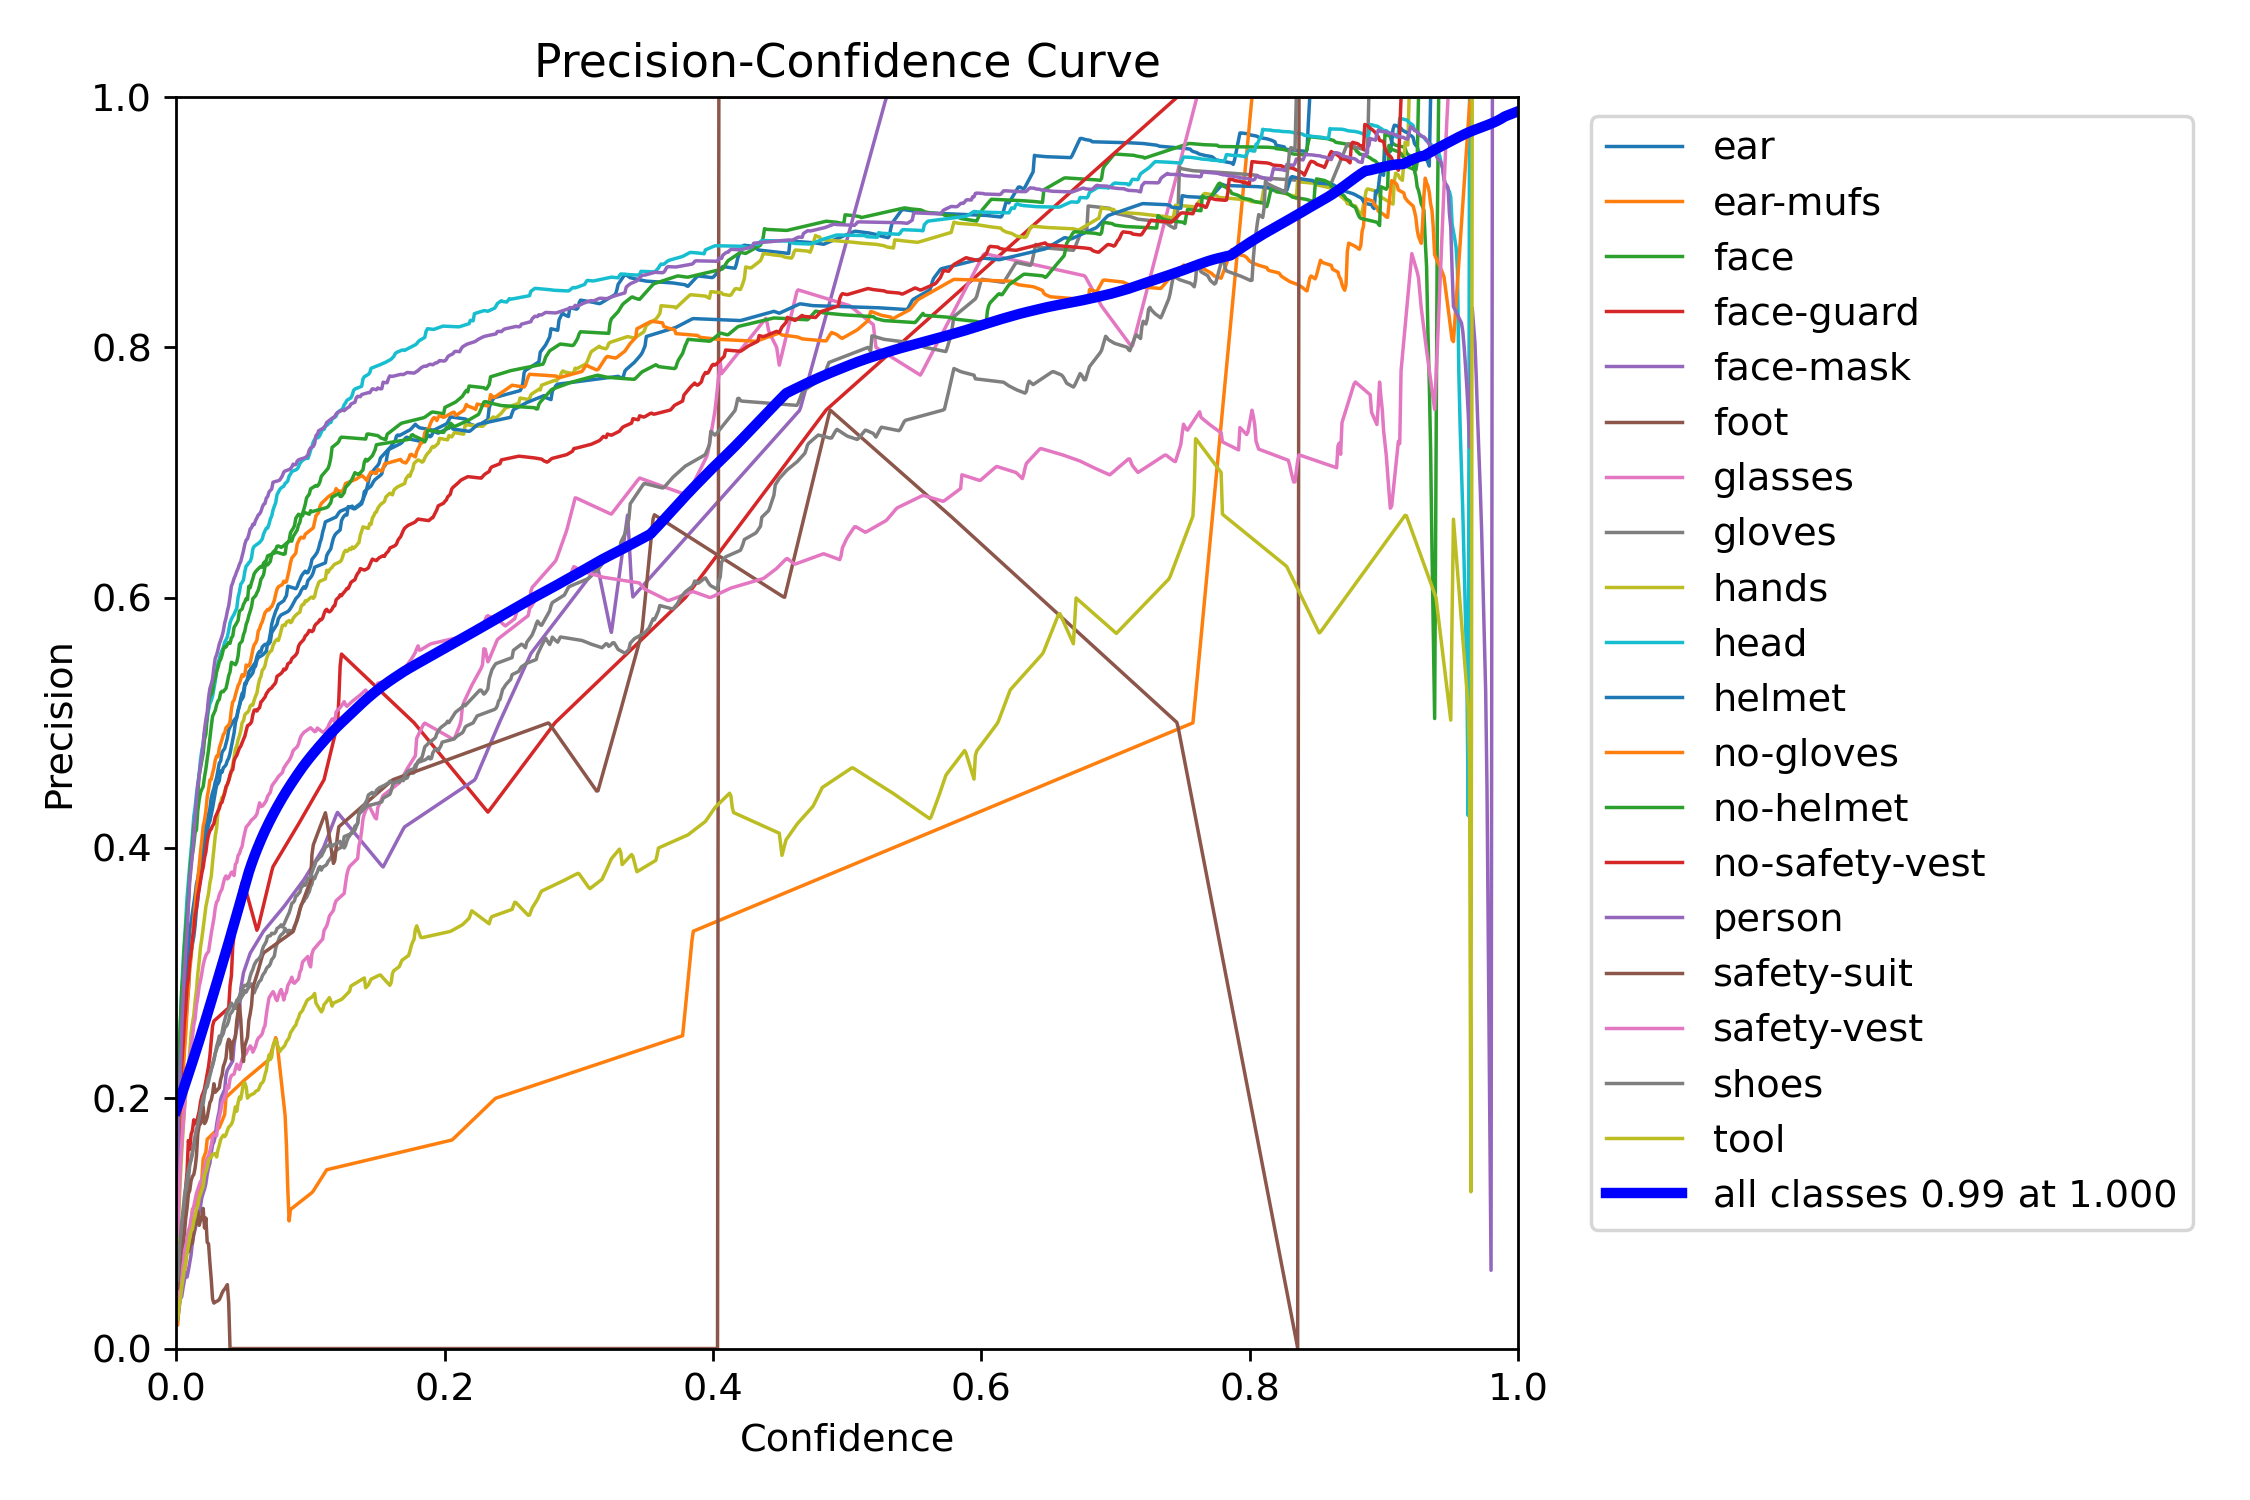 Precision-Confidence Curve
1.0
0.8
0.6
0.4
0.2
0.0
Precision
0.0 0.2 0.4 0.6 0.8 1.0
Confidence
ear
ear-mufs
face
face-guard
face-mask
foot
glasses
gloves
hands
head
helmet
no-gloves
no-helmet
no-safety-vest
person
safety-suit
safety-vest
shoes
tool
all classes 0.99 at 1.000